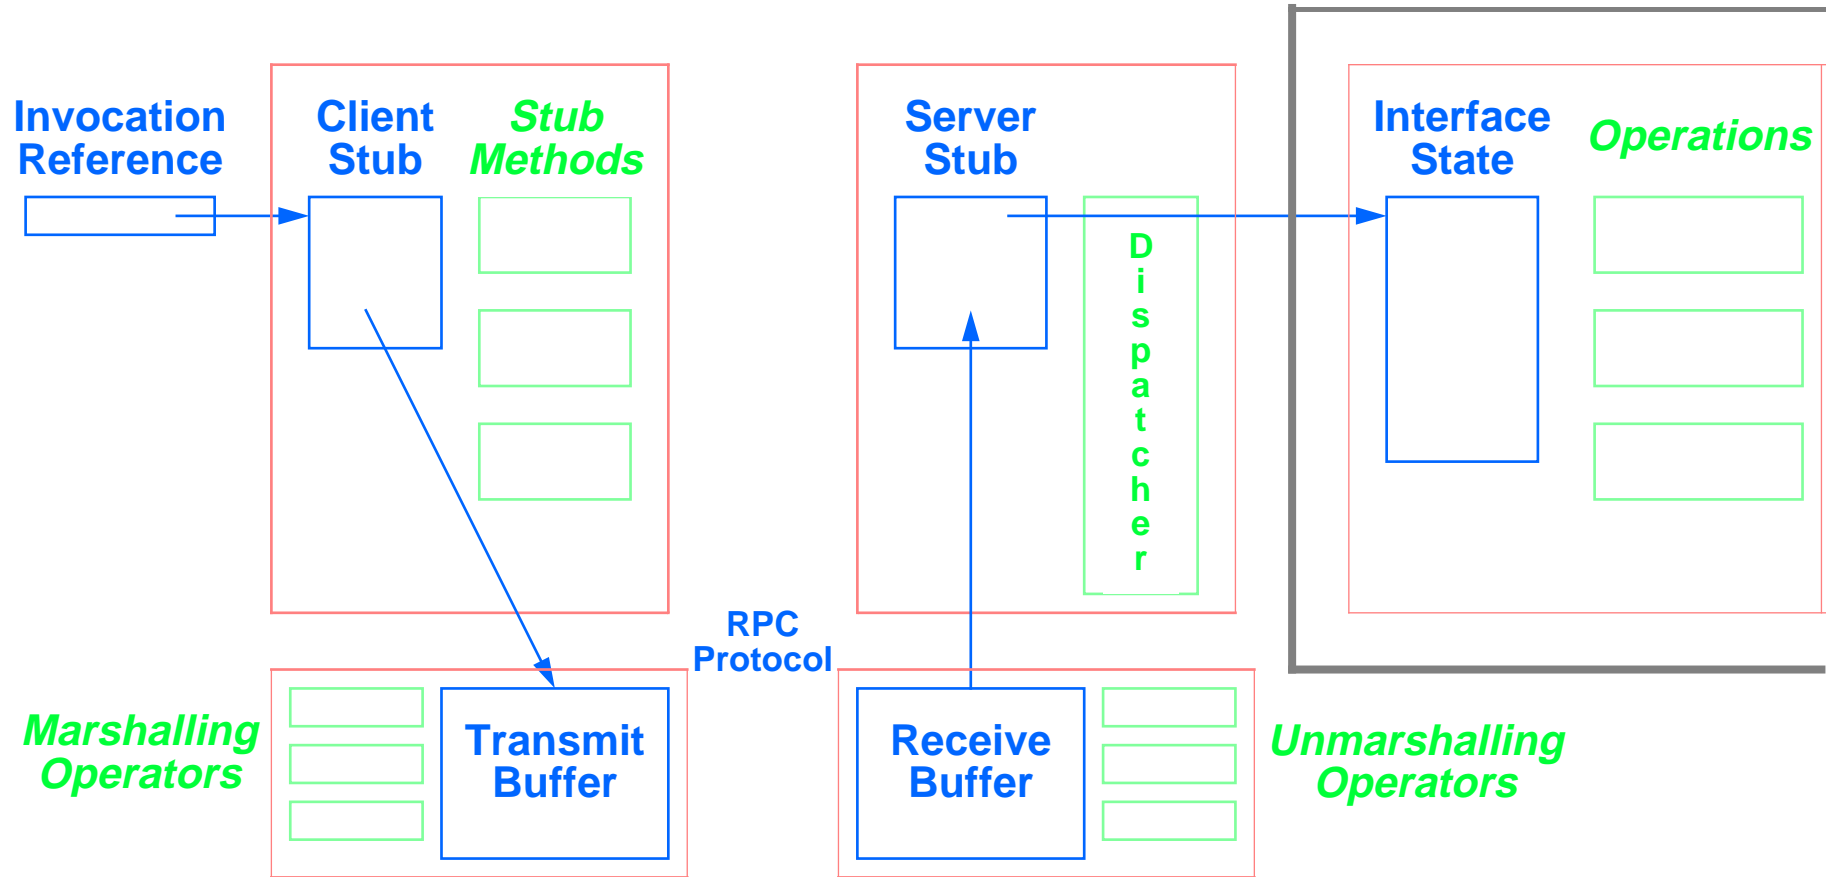 Invocation
Reference
Client
Stub
Stub
Methods
Server
Stub
Dispatcher
Interface
State
Operations
RPC
Protocol
Marshalling
Operators
Transmit
Buffer
Receive
Buffer
Unmarshalling
Operators